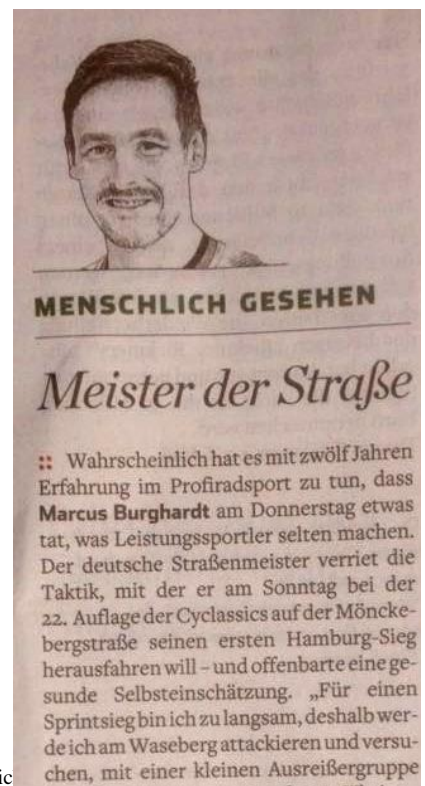 MENSCHLICH GESEHEN
Meister der Straße
:: Wahrscheinlich hat es mit zwölf Jahren
Erfahrung im Profiradsport zu tun, dass
Marcus Burghardt am Donnerstag etwas
tat, was Leistungssportler selten machen.
Der deutsche Straßenmeister verriet die
Taktik, mit der er am Sonntag bei der
22. Auflage der Cyclassics auf der Möncke-
bergstraße seinen ersten Hamburg-Sieg
herausfahren will – und offenbarte eine ge-
sunde Selbsteinschätzung. „Für einen
Sprintsieg bin ich zu langsam, deshalb wer-
de ich am Waseberg attackieren und versu-
chen, mit einer kleinen Ausreißergruppe
ic